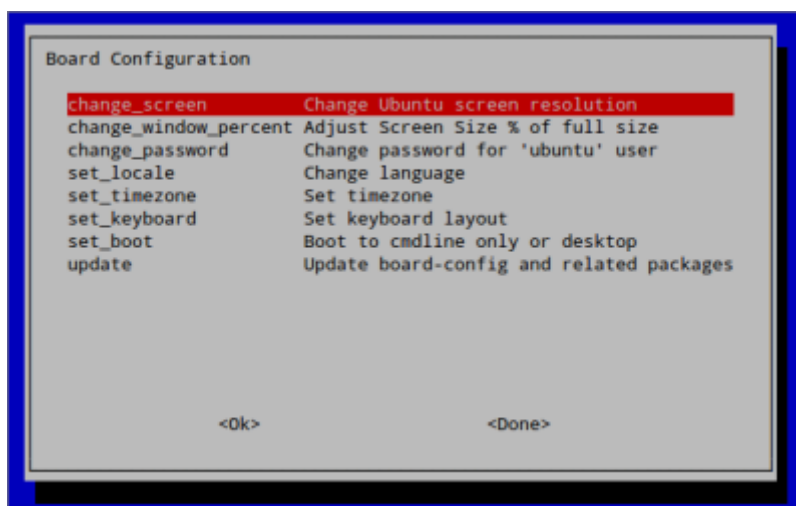 Board Configuration
change_screen Change Ubuntu screen resolution
change_window_percent Adjust Screen Size % of full size
change_password Change password for 'ubuntu' user
set_locale Change language
set_timezone Set timezone
set_keyboard Set keyboard layout
set_boot Boot to cmdline only or desktop
update Update board-config and related packages
<Ok> <Done>